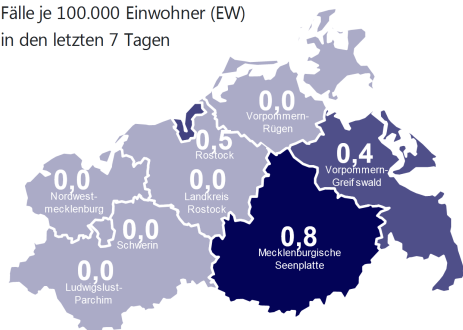 Fälle je 100.000 Einwohner (EW)
in den letzten 7 Tagen
0,0
Vorpommern-
Rügen
0,5
Rostock
0,4
Vorpommern-
Greifswald
0,0
Nordwest-
mecklenburg
0,0
Landkreis
Rostock
0,0
Schwerin
0,8
Mecklenburgische
Seenplatte
0,0
Ludwigslust-
Parchim